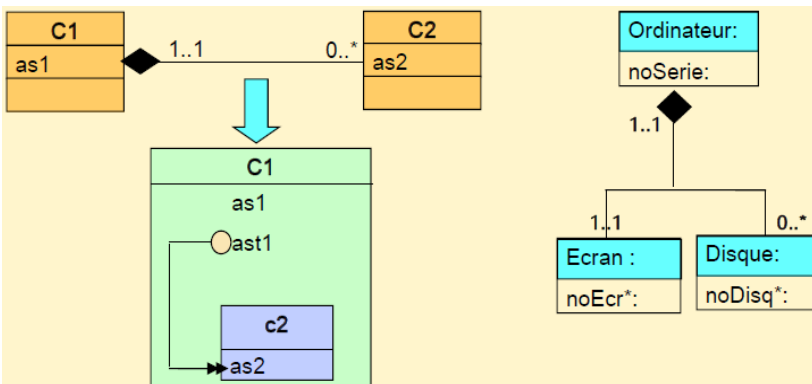 C1
as1
1..1
0..*
C2
as2
C1
as1
ast1
c2
as2
Ordinateur:
noSerie:
1..1
1..1
0..*
Ecran :
noEcr*:
Disque:
noDisq*: